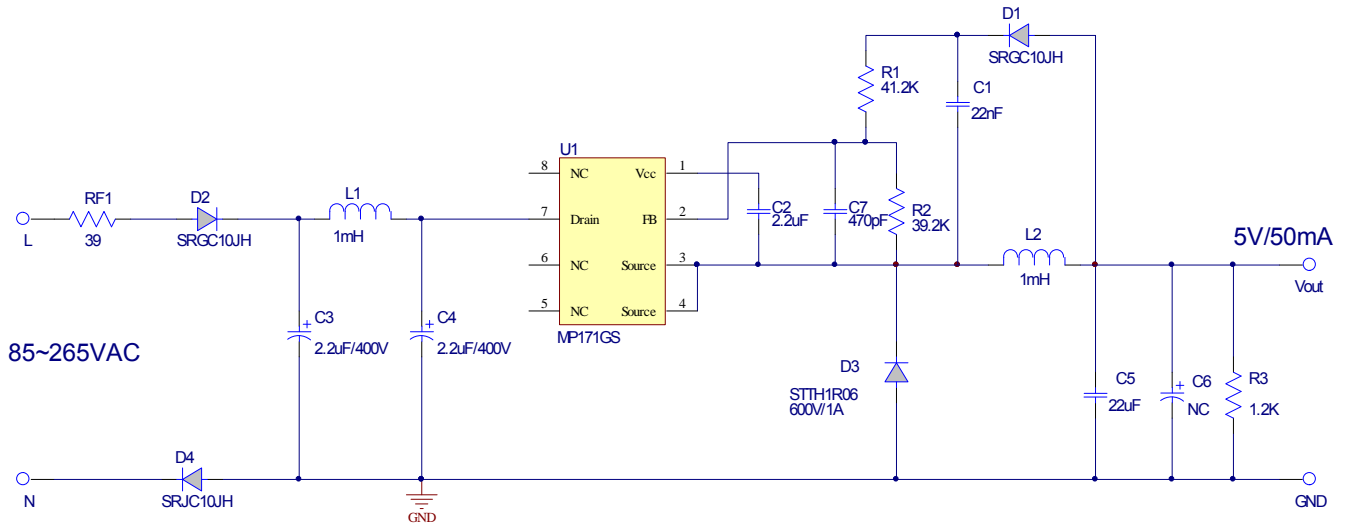 D1
SRGC10JH
R1
41.2K
C1
22nF
U1
8 NC Vcc 1
7 Drain FB 2
6 NC Source 3
5 NC Source 4
MP171GS
RF1
39
L
D2
SRGC10JH
L1
1mH
C2
2.2uF
C7
470pF
R2
39.2K
L2
1mH
5V/50mA
Vout
C3
2.2uF/400V
C4
2.2uF/400V
85~265VAC
D3
STTH1R06
600V/1A
C5
22uF
C6
NC
R3
1.2K
D4
SRJC10JH
N
GND
GND